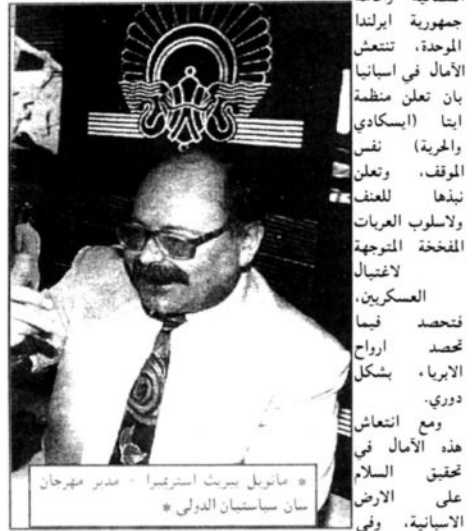 جمهورية ايرلندا
الموحدة، تنتعش
الآمال في اسبانيا
بان تعلن منظمة
ايتا (ايسكادي
والحرية) نفس
الموقف، وتعلن
نبذها للعنف
ولاسلوب العربات
المفخخة المتوجهة
لاغتيال
العسكريين،
فتحصد فيما
تحصد ارواح
الابرياء بشكل
دوري.
ومع انتعاش
هذه الآمال في
تحقيق السلام
على الارض
الاسبانية، وفي
* مانويل بيريث استرميرا - مدير مهرجان
سان سباستيان الدولي *